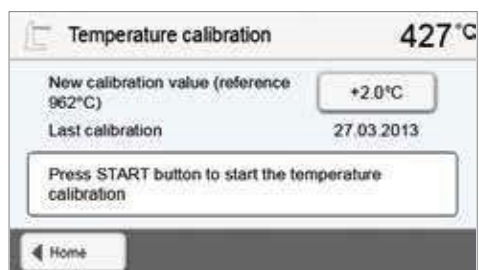 Temperature calibration 427°C
New calibration value (reference +2.0°C
962°C)
Last calibration 27.03.2013
Press START button to start the temperature
calibration
Home